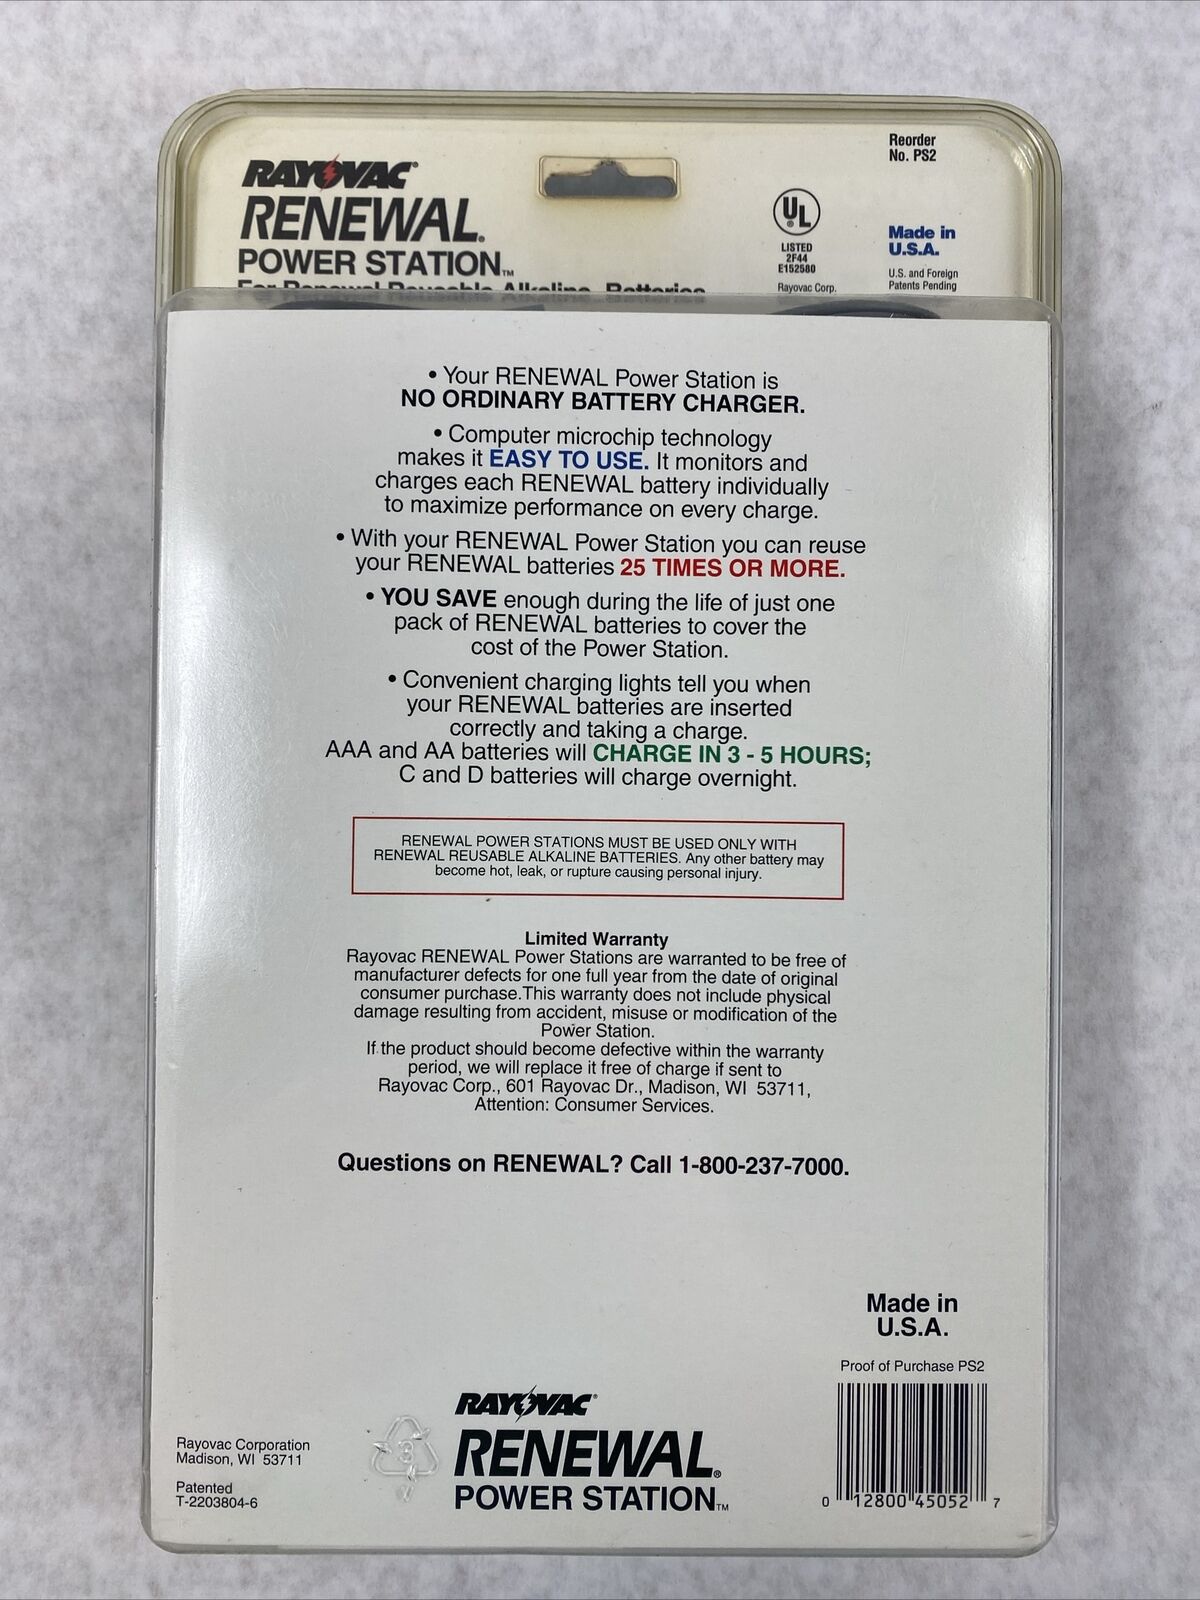 RAYOVAC®
RENEWAL®
POWER STATION™
For Renewal Reusable Alkaline Batteries
UL®
LISTED
2F44
E152580
Rayovac Corp.
Reorder
No. PS2
Made in
U.S.A.
U.S. and Foreign
Patents Pending
• Your RENEWAL Power Station is
NO ORDINARY BATTERY CHARGER.
• Computer microchip technology
makes it EASY TO USE. It monitors and
charges each RENEWAL battery individually
to maximize performance on every charge.
• With your RENEWAL Power Station you can reuse
your RENEWAL batteries 25 TIMES OR MORE.
• YOU SAVE enough during the life of just one
pack of RENEWAL batteries to cover the
cost of the Power Station.
• Convenient charging lights tell you when
your RENEWAL batteries are inserted
correctly and taking a charge.
AAA and AA batteries will CHARGE IN 3 - 5 HOURS;
C and D batteries will charge overnight.
RENEWAL POWER STATIONS MUST BE USED ONLY WITH
RENEWAL REUSABLE ALKALINE BATTERIES. Any other battery may
become hot, leak, or rupture causing personal injury.
Limited Warranty
Rayovac RENEWAL Power Stations are warranted to be free of
manufacturer defects for one full year from the date of original
consumer purchase.This warranty does not include physical
damage resulting from accident, misuse or modification of the
Power Station.
If the product should become defective within the warranty
period, we will replace it free of charge if sent to
Rayovac Corp., 601 Rayovac Dr., Madison, WI 53711,
Attention: Consumer Services.
Questions on RENEWAL? Call 1-800-237-7000.
Made in
U.S.A.
Proof of Purchase PS2
0 12800 45052 7
Rayovac Corporation
Madison, WI 53711
Patented
T-2203804-6
3
RAYOVAC®
RENEWAL®
POWER STATION™